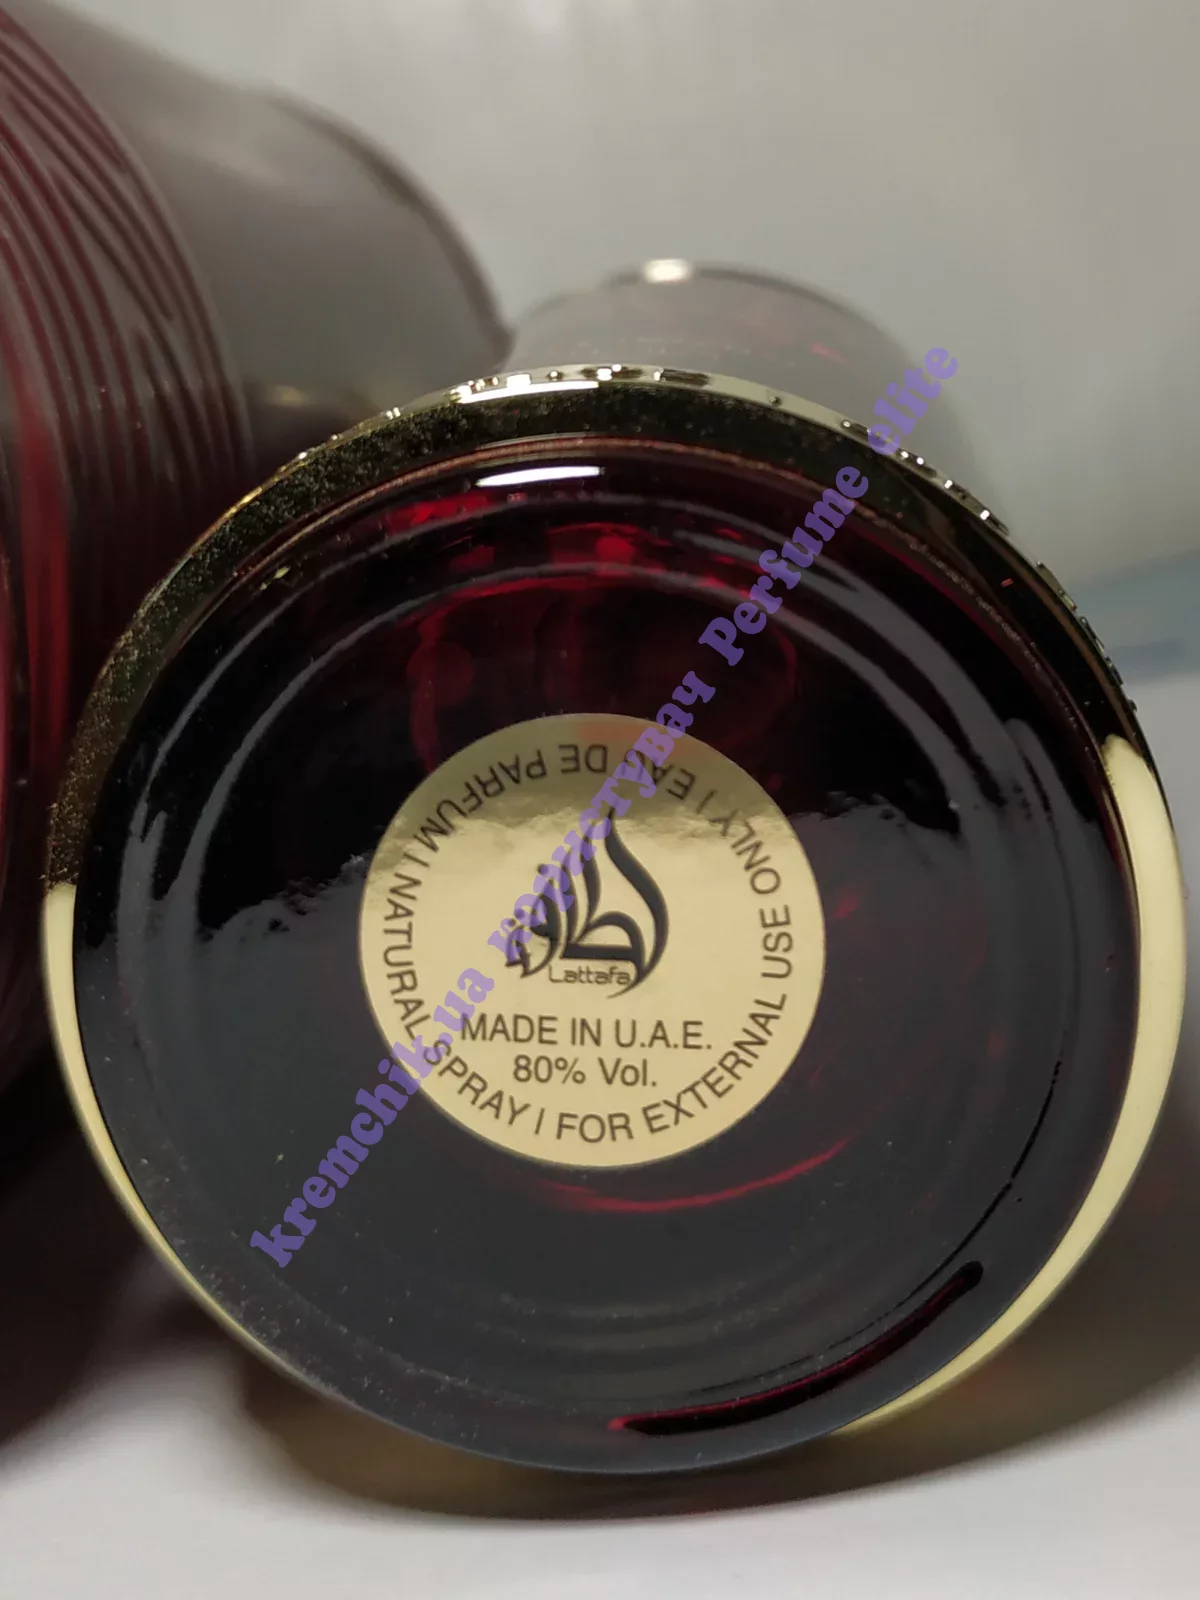 لطافة
Lattafa
MADE IN U.A.E.
80% Vol.
EAU DE PARFUM | NATURAL SPRAY | FOR EXTERNAL USE ONLY |
kremchik.ua користувач Perfume elite